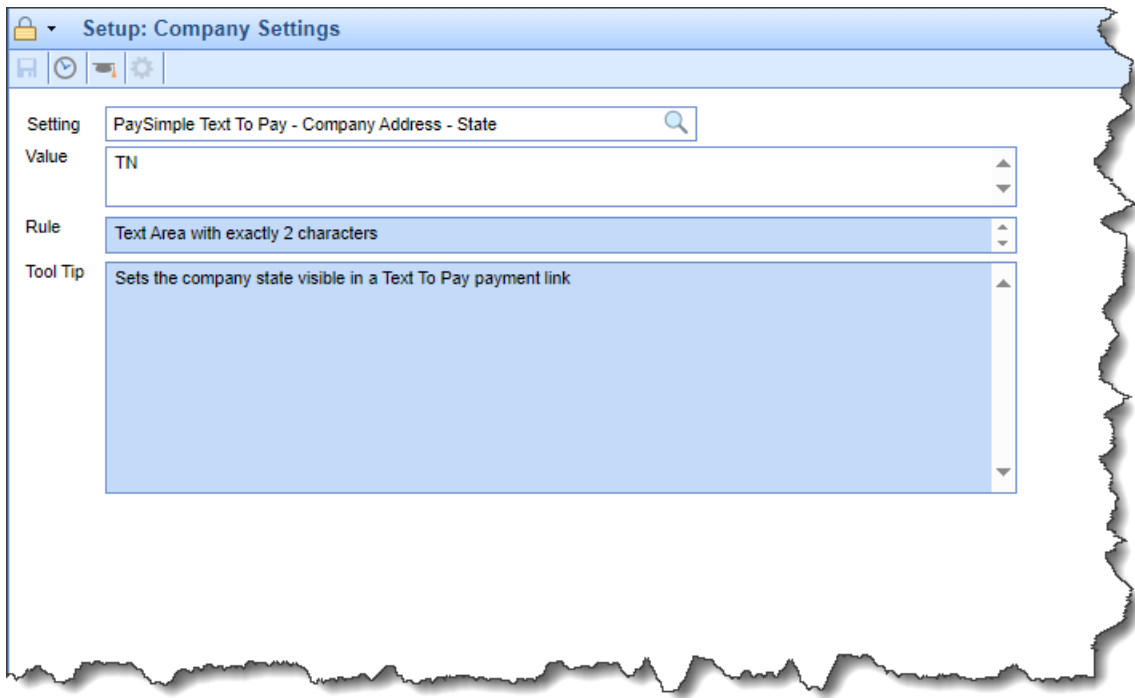 Setup: Company Settings
Setting PaySimple Text To Pay - Company Address - State
Value TN
Rule Text Area with exactly 2 characters
Tool Tip Sets the company state visible in a Text To Pay payment link